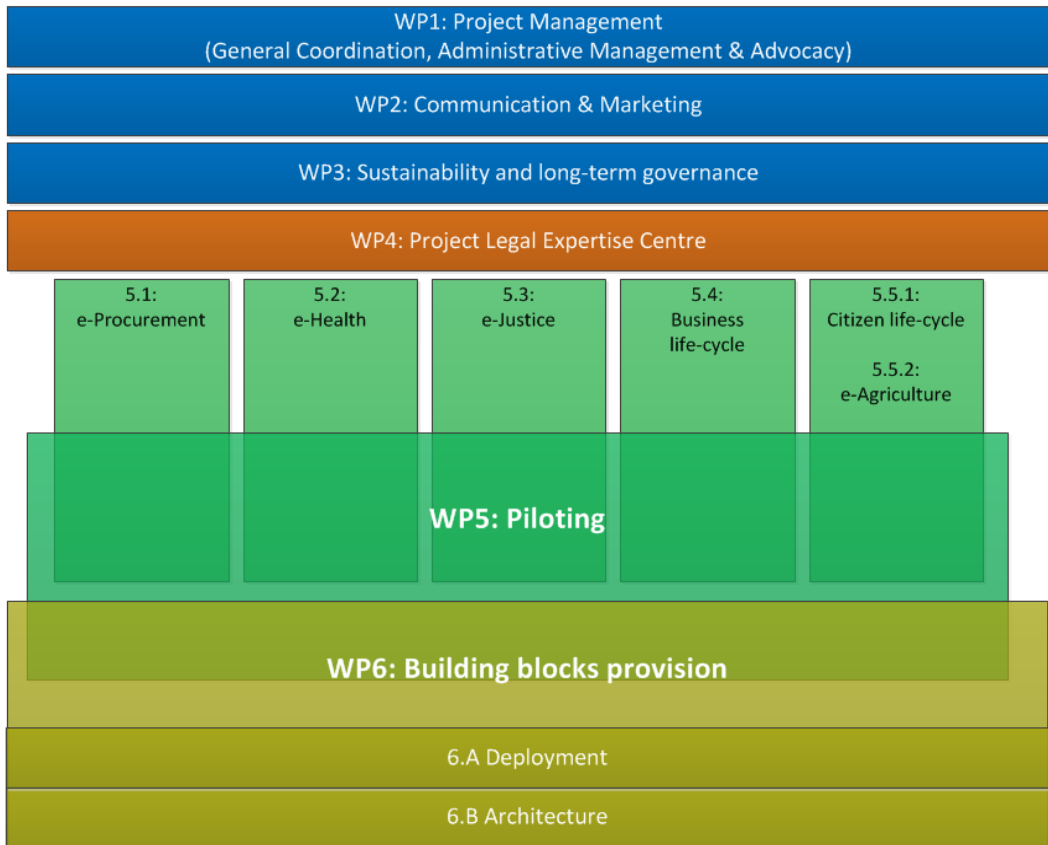 WP1: Project Management
(General Coordination, Administrative Management & Advocacy)
WP2: Communication & Marketing
WP3: Sustainability and long-term governance
WP4: Project Legal Expertise Centre
5.1:
e-Procurement
5.2:
e-Health
5.3:
e-Justice
5.4:
Business
life-cycle
5.5.1:
Citizen life-cycle
5.5.2:
e-Agriculture
WP5: Piloting
WP6: Building blocks provision
6.A Deployment
6.B Architecture